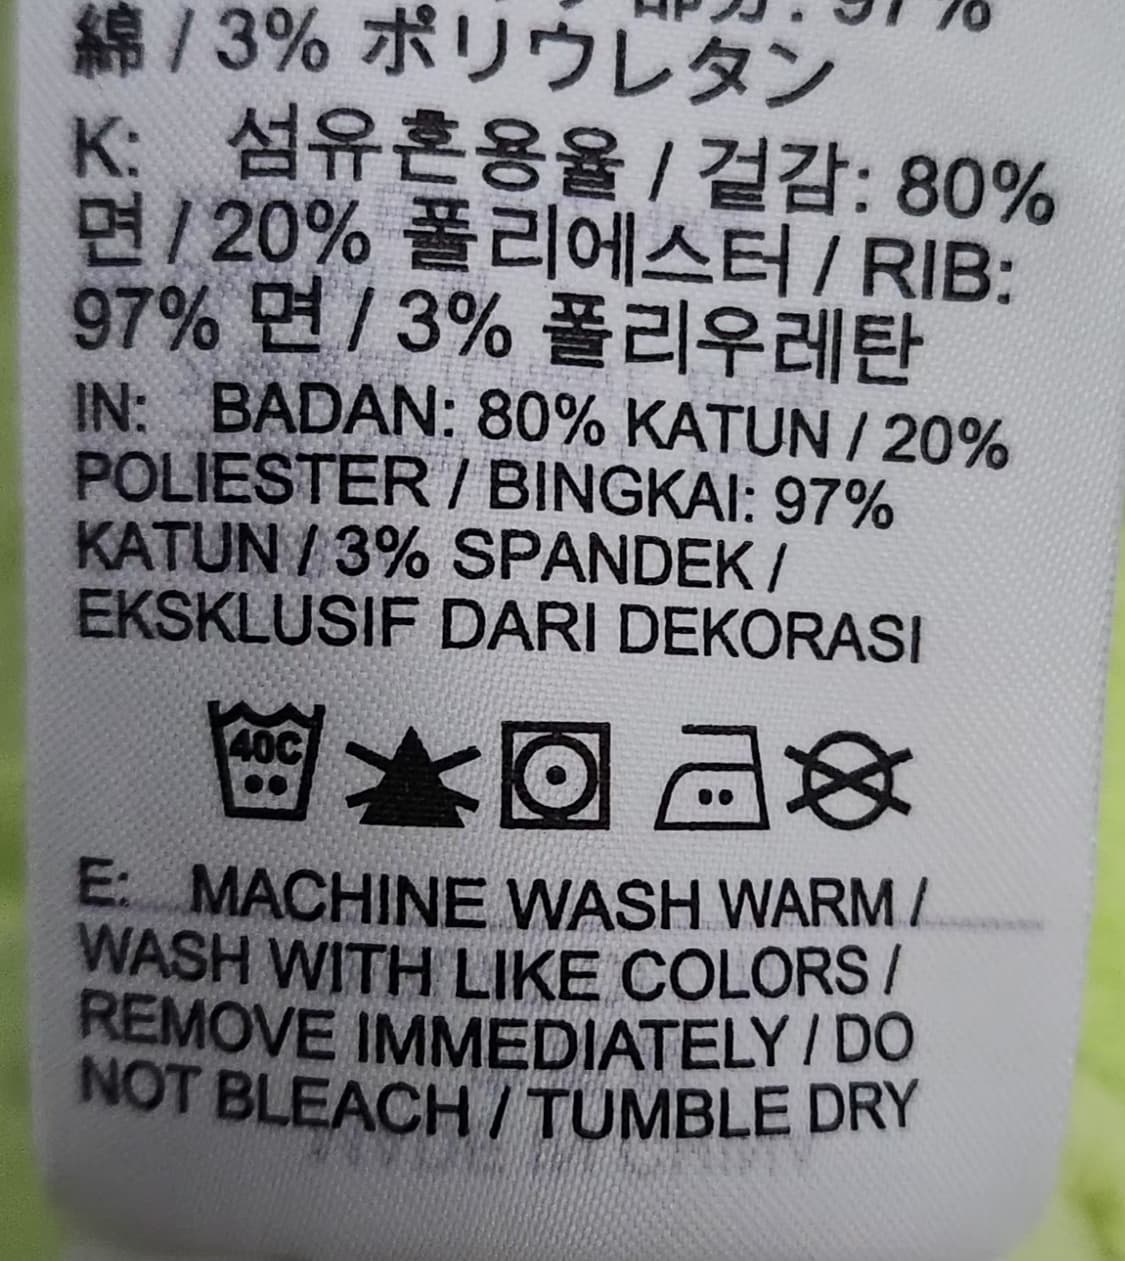 部分: 97%
綿 / 3% ポリウレタン
K: 섬유혼용율 / 겉감: 80%
면 / 20% 폴리에스터 / RIB:
97% 면 / 3% 폴리우레탄
IN: BADAN: 80% KATUN / 20%
POLIESTER / BINGKAI: 97%
KATUN / 3% SPANDEK /
EKSKLUSIF DARI DEKORASI
40C
E: MACHINE WASH WARM /
WASH WITH LIKE COLORS /
REMOVE IMMEDIATELY / DO
NOT BLEACH / TUMBLE DRY